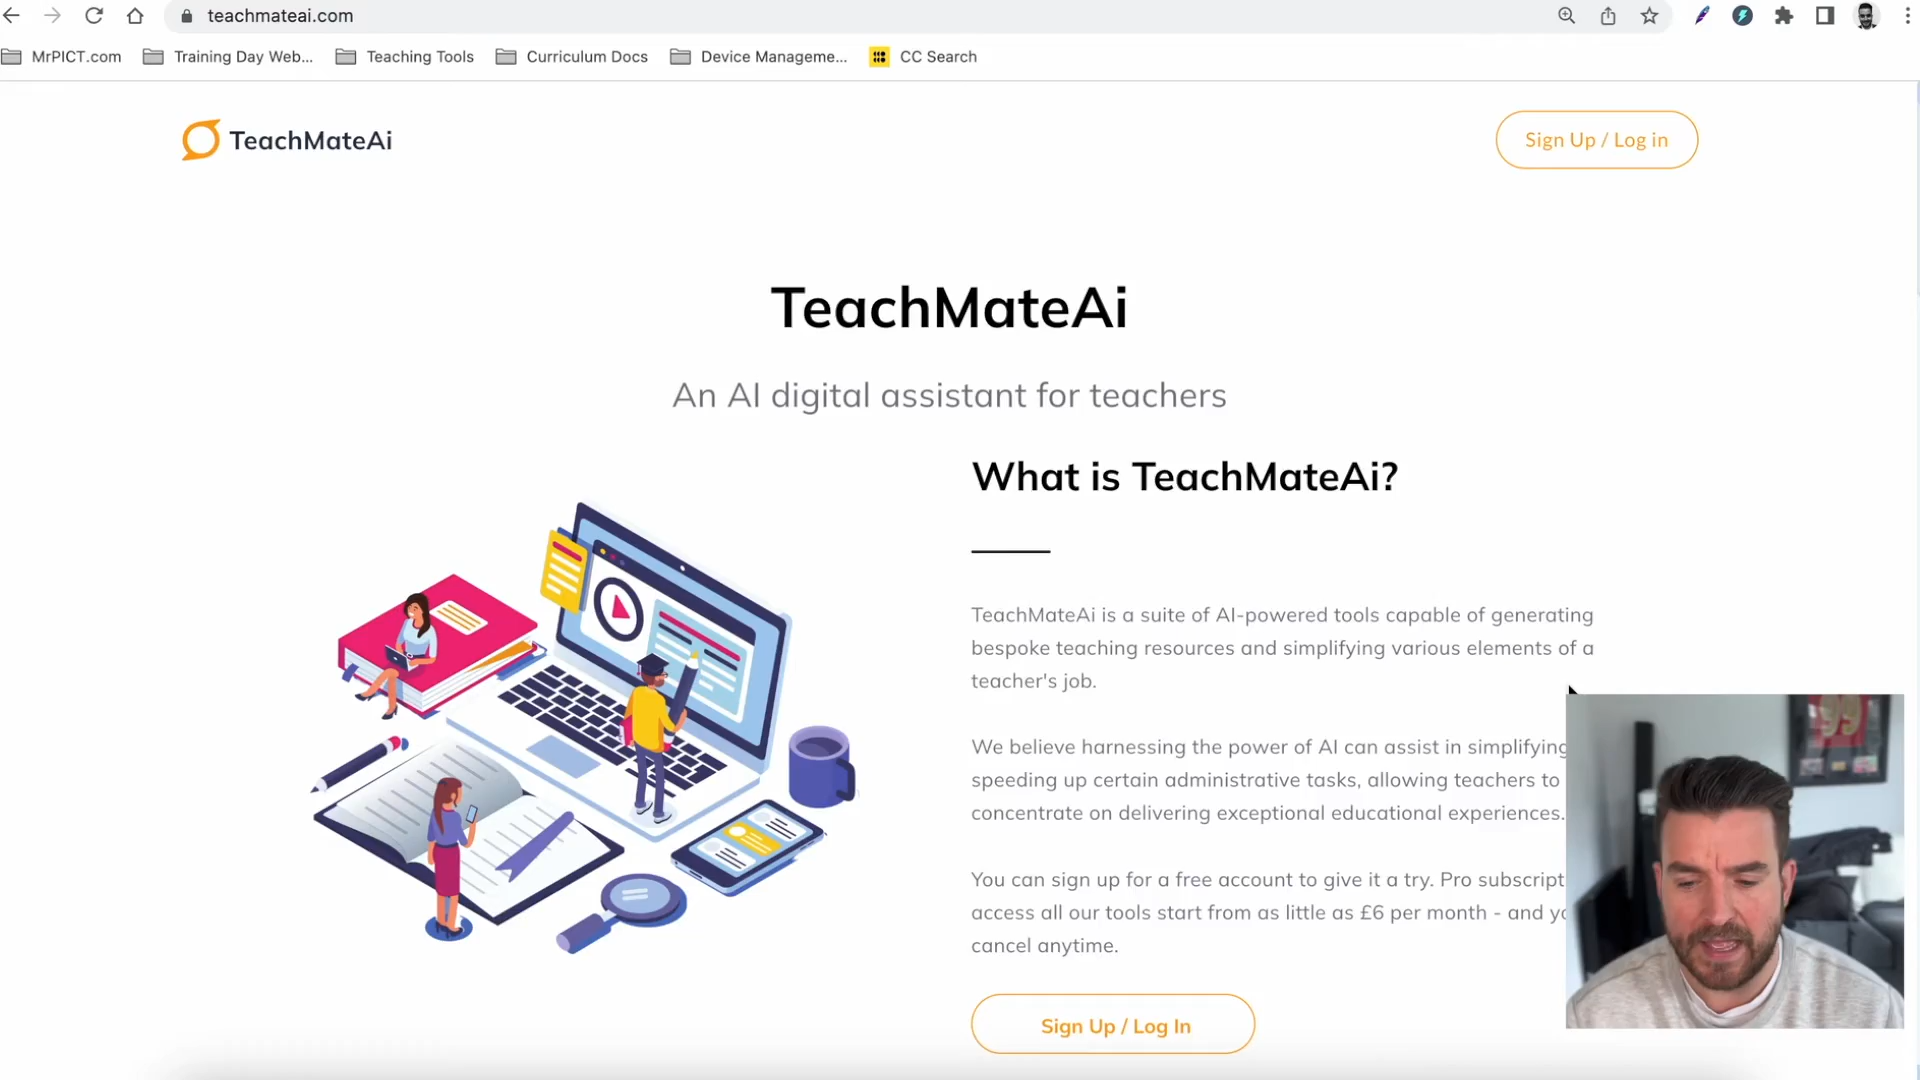 teachmateai.com
MrPICT.com
Training Day Web...
Teaching Tools
Curriculum Docs
Device Manageme...
CC Search
TeachMateAi
Sign Up / Log in
TeachMateAi
An AI digital assistant for teachers
What is TeachMateAi?
TeachMateAi is a suite of AI-powered tools capable of generating
bespoke teaching resources and simplifying various elements of a
teacher's job.
We believe harnessing the power of AI can assist in simplifying
speeding up certain administrative tasks, allowing teachers to
concentrate on delivering exceptional educational experiences.
You can sign up for a free account to give it a try. Pro subscript
access all our tools start from as little as £6 per month - and yo
cancel anytime.
Sign Up / Log In
99